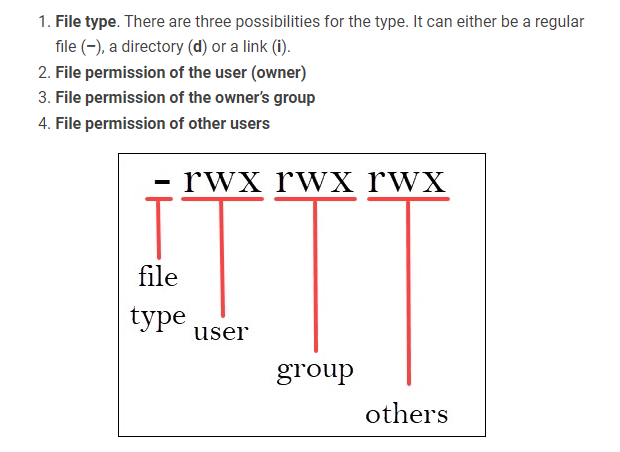 1. File type. There are three possibilities for the type. It can either be a regular
file (–), a directory (d) or a link (i).
2. File permission of the user (owner)
3. File permission of the owner's group
4. File permission of other users
- rwx rwx rwx
file
type
user
group
others